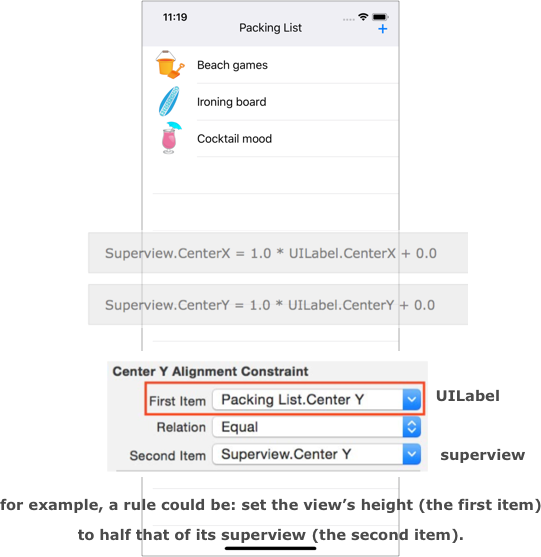 11:19
Packing List
+
Beach games
Ironing board
Cocktail mood
Superview.CenterX = 1.0 * UILabel.CenterX + 0.0
Superview.CenterY = 1.0 * UILabel.CenterY + 0.0
Center Y Alignment Constraint
First Item Packing List.Center Y UILabel
Relation Equal
Second Item Superview.Center Y superview
for example, a rule could be: set the view’s height (the first item)
to half that of its superview (the second item).